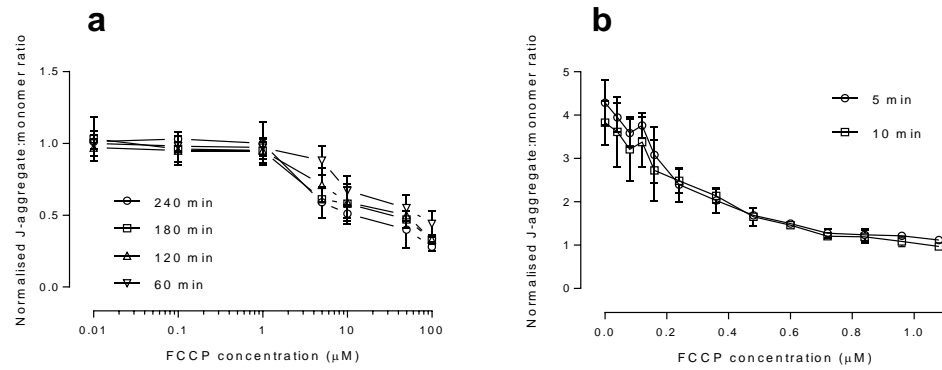 a
Normalised J-aggregate:monomer ratio
1.5
1.0
0.5
0.0
240 min
180 min
120 min
60 min
0.01 0.1 1 10 100
FCCP concentration (μM)
b
Normalised J-aggregate:monomer ratio
5
4
3
2
1
0
5 min
10 min
0.0 0.2 0.4 0.6 0.8 1.0
FCCP concentration (μM)